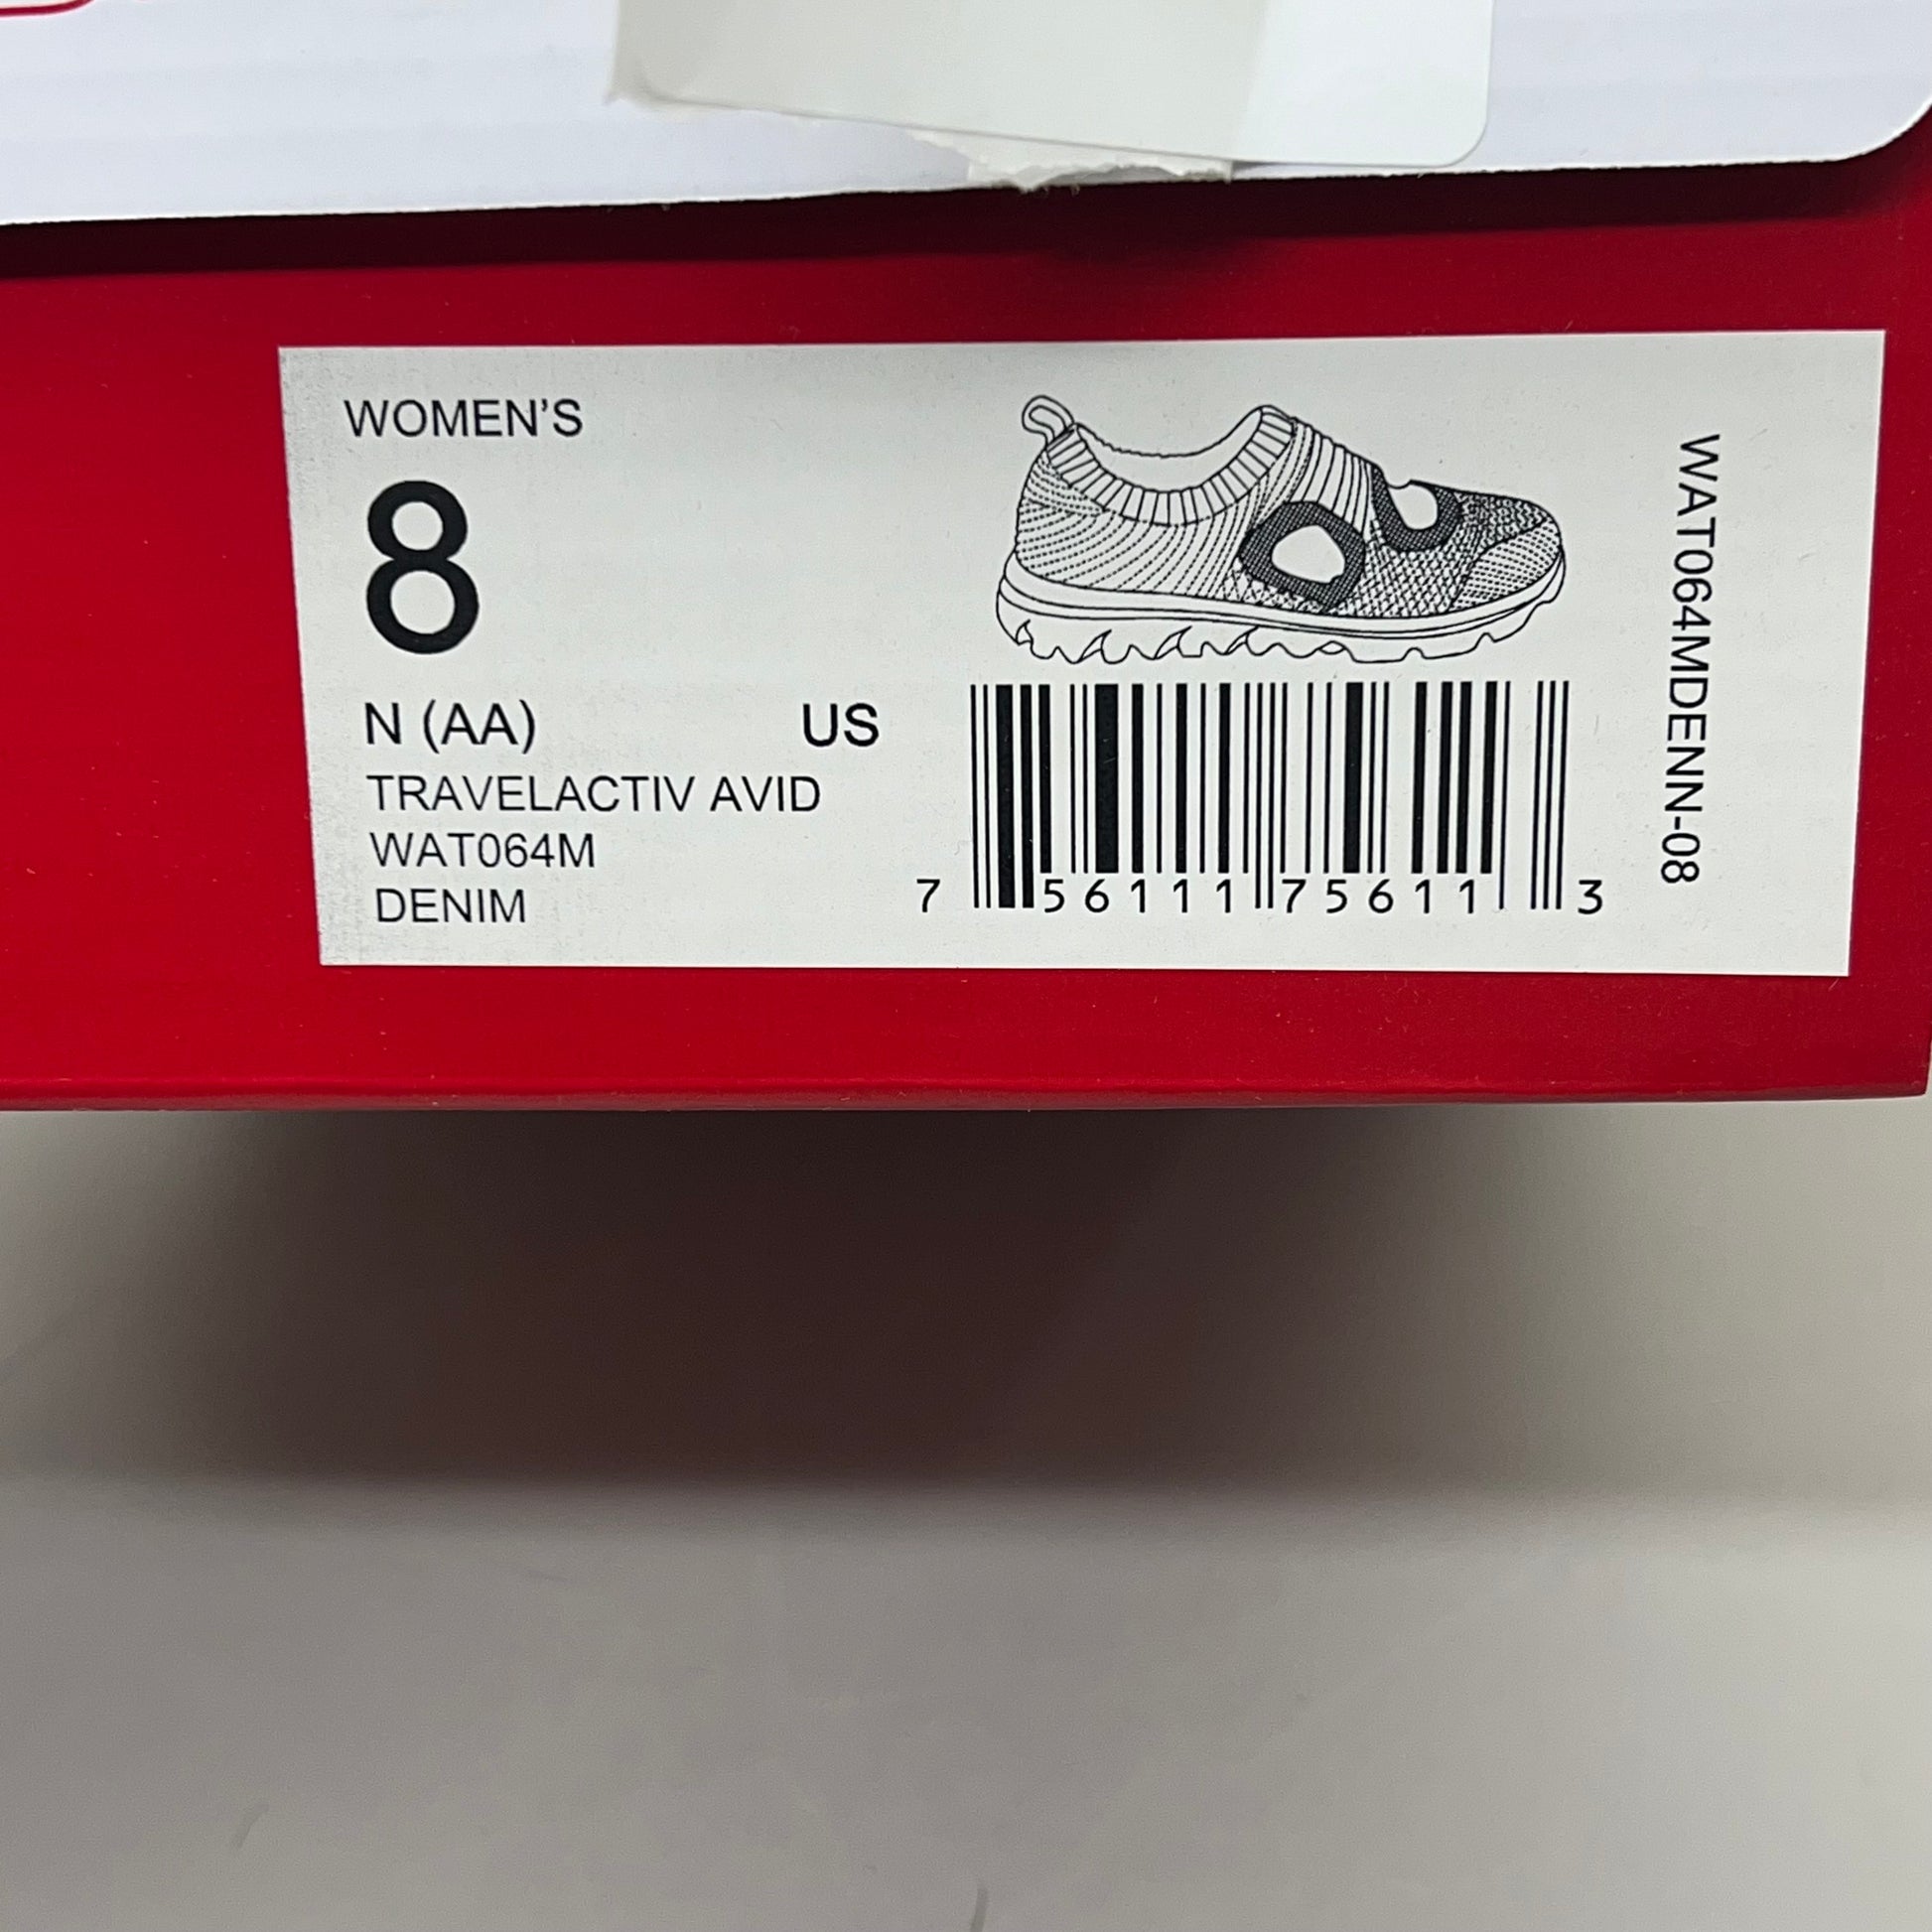 WOMEN'S
8
N (AA) US
TRAVELACTIV AVID
WAT064M
DENIM
7 56111 75611 3
WAT064MDENN-08